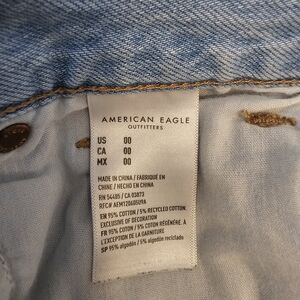 AMERICAN EAGLE
OUTFITTERS
US 00
CA 00
MX 00
MADE IN CHINA / FABRIQUÉ EN
CHINE / HECHO EN CHINA
RN 54485 / CA 03873
EN 95% COTTON / 5% RECYCLED COTTON.
EXCLUSIVE OF DECORATION
FR 95% COTON / 5% COTON RÉGÉNÉRÉ. À
L'EXCEPTION DE LA GARNITURE
SP 95% algodón / 5% algodón reciclado